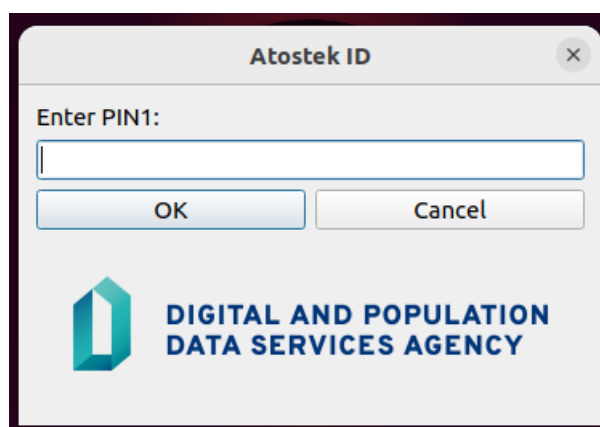 Atostek ID
Enter PIN1:
OK
Cancel
DIGITAL AND POPULATION
DATA SERVICES AGENCY